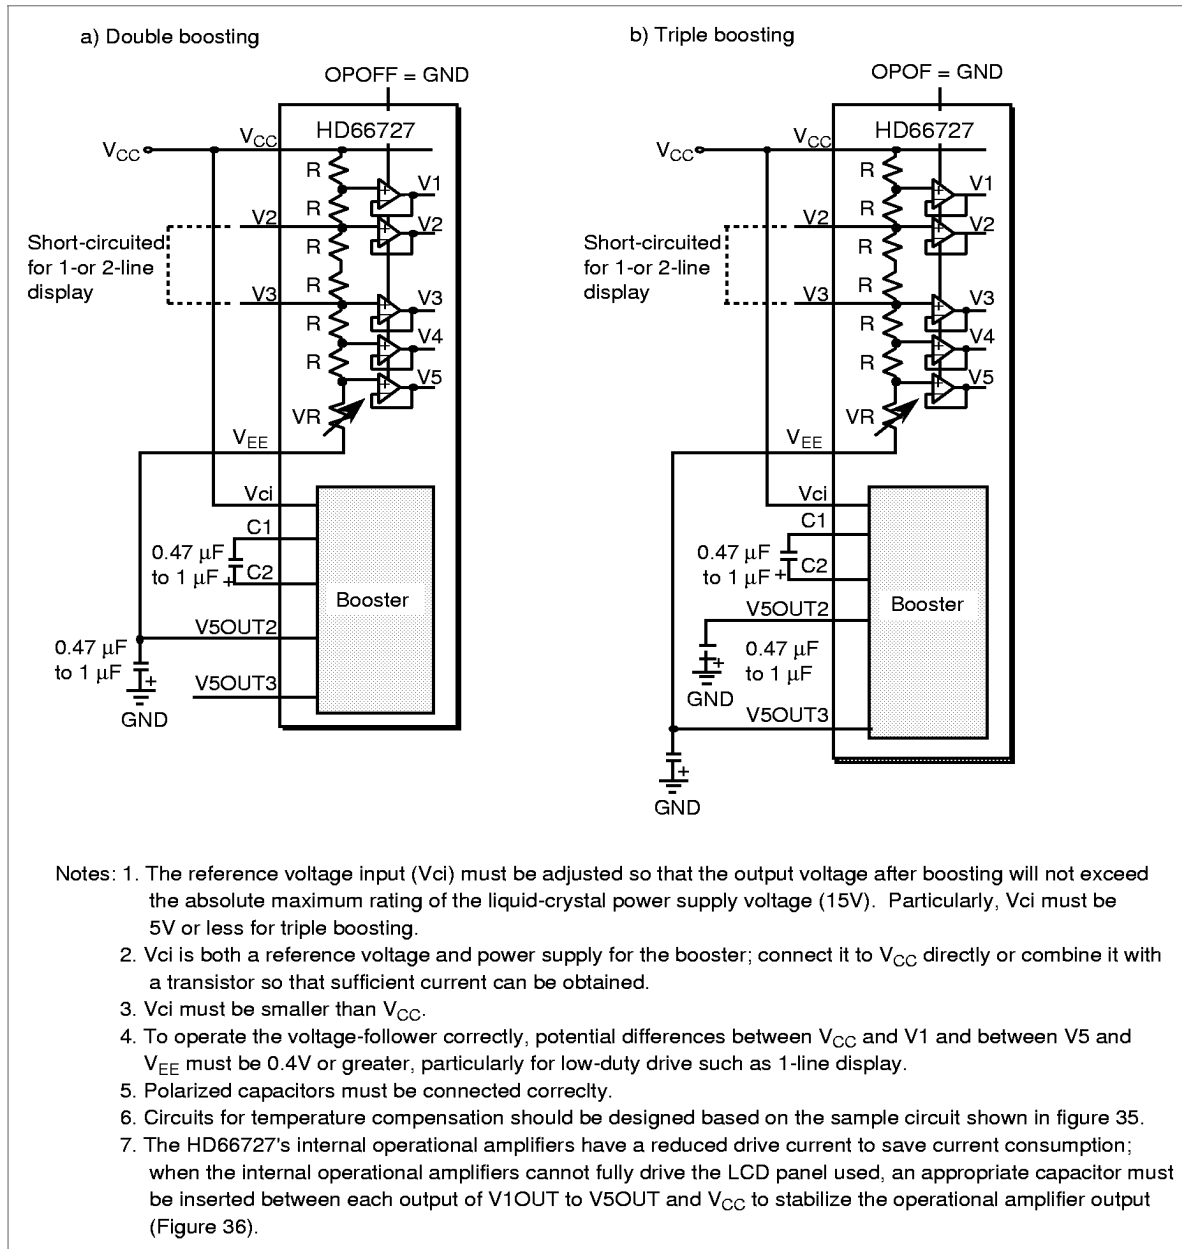 a) Double boosting
OPOFF = GND
HD66727
VCC
VCC
R
R
R
R
R
R
VR
V1
V2
V3
V4
V5
V2
V3
Short-circuited
for 1-or 2-line
display
VEE
Vci
C1
0.47 µF
to 1 µF
+
C2
Booster
V5OUT2
0.47 µF
to 1 µF
+
GND
V5OUT3
b) Triple boosting
OPOF = GND
HD66727
VCC
VCC
R
R
R
R
R
R
VR
V1
V2
V3
V4
V5
V2
V3
Short-circuited
for 1-or 2-line
display
VEE
Vci
C1
0.47 µF
to 1 µF
+
C2
Booster
V5OUT2
0.47 µF
to 1 µF
+
GND
V5OUT3
+
GND
Notes: 1. The reference voltage input (Vci) must be adjusted so that the output voltage after boosting will not exceed
the absolute maximum rating of the liquid-crystal power supply voltage (15V). Particularly, Vci must be
5V or less for triple boosting.
2. Vci is both a reference voltage and power supply for the booster; connect it to VCC directly or combine it with
a transistor so that sufficient current can be obtained.
3. Vci must be smaller than VCC.
4. To operate the voltage-follower correctly, potential differences between VCC and V1 and between V5 and
VEE must be 0.4V or greater, particularly for low-duty drive such as 1-line display.
5. Polarized capacitors must be connected correclty.
6. Circuits for temperature compensation should be designed based on the sample circuit shown in figure 35.
7. The HD66727's internal operational amplifiers have a reduced drive current to save current consumption;
when the internal operational amplifiers cannot fully drive the LCD panel used, an appropriate capacitor must
be inserted between each output of V1OUT to V5OUT and VCC to stabilize the operational amplifier output
(Figure 36).